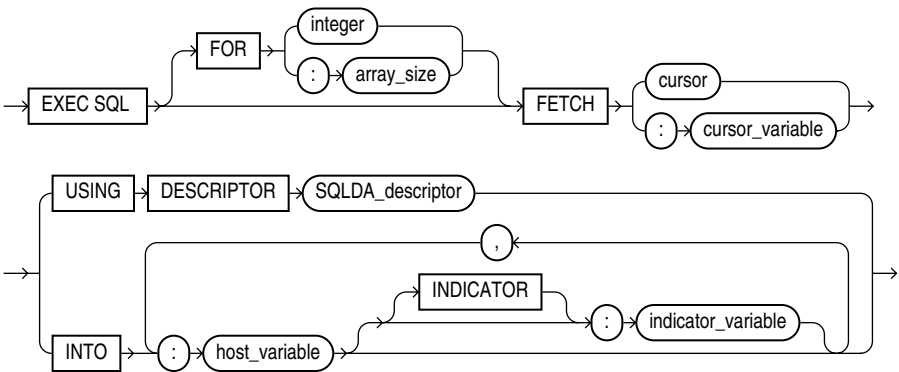 integer
FOR
: array_size
EXEC SQL FETCH cursor
: cursor_variable
USING DESCRIPTOR SQLDA_descriptor
,
INDICATOR
: indicator_variable
INTO : host_variable